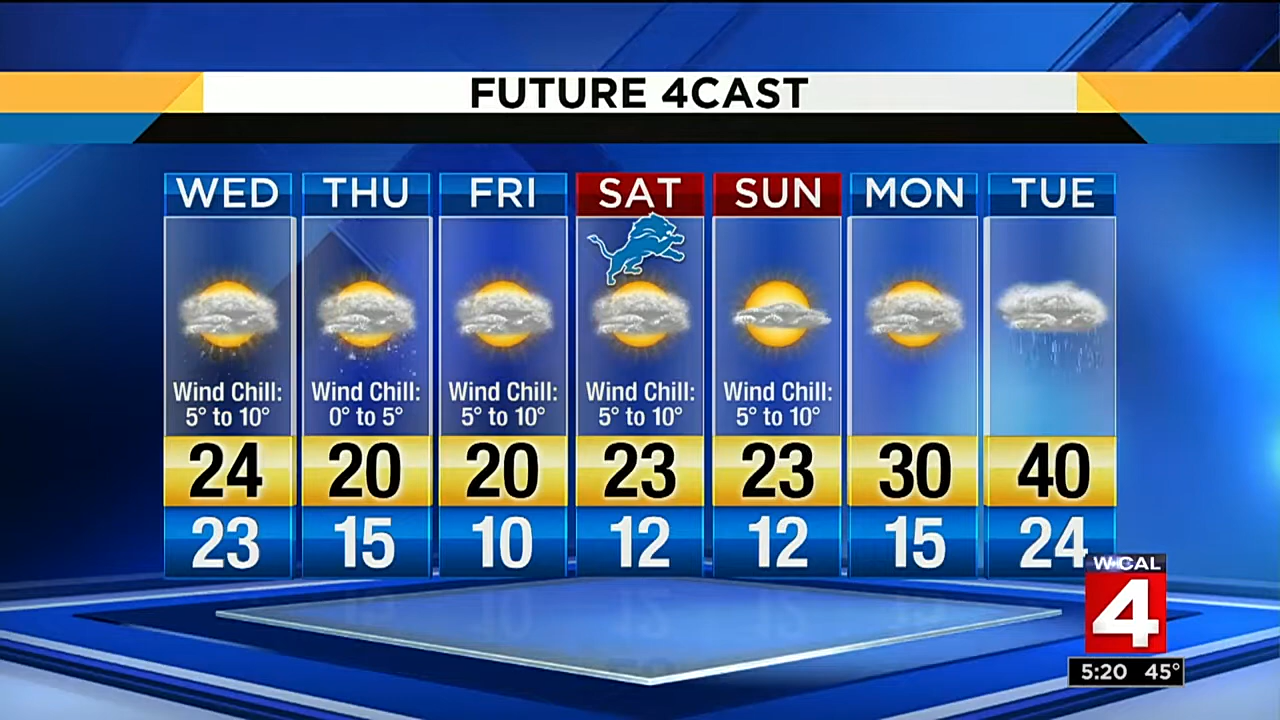 FUTURE 4CAST
WED THU FRI SAT SUN MON TUE
Wind Chill: Wind Chill: Wind Chill: Wind Chill: Wind Chill:
5° to 10° 0° to 5° 5° to 10° 5° to 10° 5° to 10°
24 20 20 23 23 30 40
23 15 10 12 12 15 24
W-CAL
4
5:20 45°